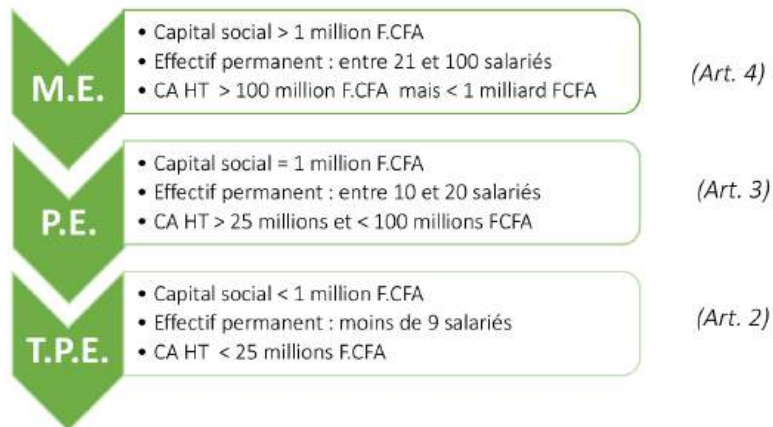 M.E.
• Capital social > 1 million F.CFA
• Effectif permanent : entre 21 et 100 salariés
• CA HT > 100 million F.CFA mais < 1 milliard FCFA
(Art. 4)
P.E.
• Capital social = 1 million F.CFA
• Effectif permanent : entre 10 et 20 salariés
• CA HT > 25 millions et < 100 millions FCFA
(Art. 3)
T.P.E.
• Capital social < 1 million F.CFA
• Effectif permanent : moins de 9 salariés
• CA HT < 25 millions F.CFA
(Art. 2)